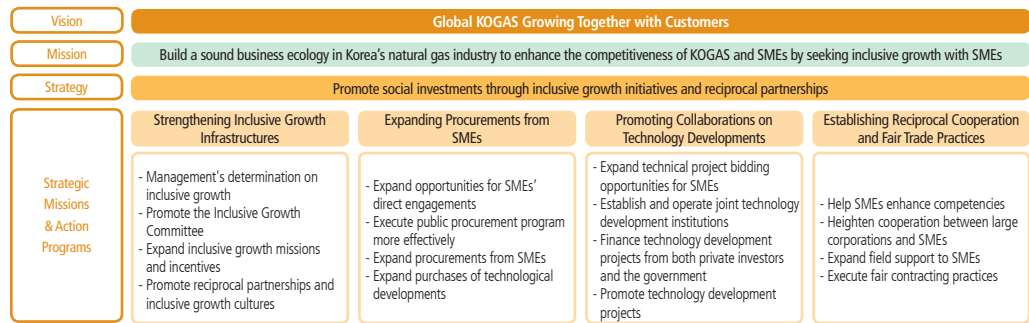 Vision
Global KOGAS Growing Together with Customers
Mission
Build a sound business ecology in Korea's natural gas industry to enhance the competitiveness of KOGAS and SMEs by seeking inclusive growth with SMEs
Strategy
Promote social investments through inclusive growth initiatives and reciprocal partnerships
Strategic
Missions
& Action
Programs
Strengthening Inclusive Growth
Infrastructures
- Management's determination on
inclusive growth
- Promote the Inclusive Growth
Committee
- Expand inclusive growth missions
and incentives
- Promote reciprocal partnerships and
inclusive growth cultures
Expanding Procurements from
SMEs
- Expand opportunities for SMEs'
direct engagements
- Execute public procurement program
more effectively
- Expand procurements from SMEs
- Expand purchases of technological
developments
Promoting Collaborations on
Technology Developments
- Expand technical project bidding
opportunities for SMEs
- Establish and operate joint technology
development institutions
- Finance technology development
projects from both private investors
and the government
- Promote technology development
projects
Establishing Reciprocal Cooperation
and Fair Trade Practices
- Help SMEs enhance competencies
- Heighten cooperation between large
corporations and SMEs
- Expand field support to SMEs
- Execute fair contracting practices